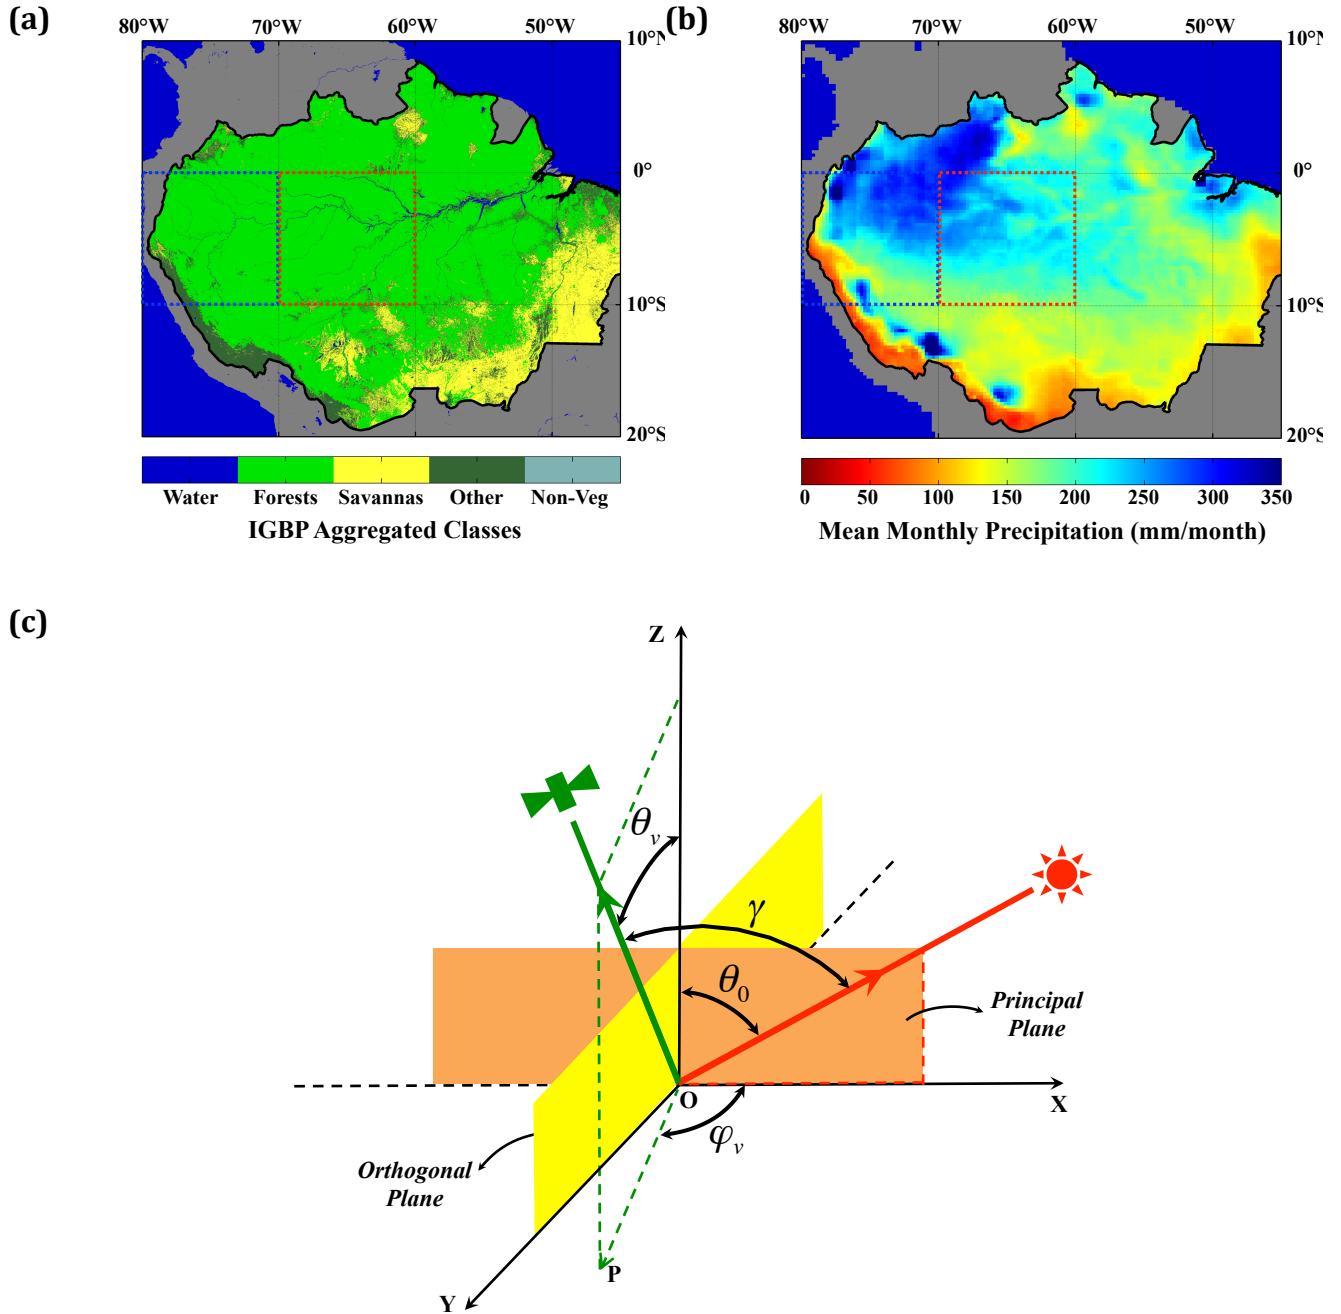 (a)
80°W 70°W 60°W 50°W
10°N
0°
10°S
20°S
Water Forests Savannas Other Non-Veg
IGBP Aggregated Classes
(b)
80°W 70°W 60°W 50°W
10°N
0°
10°S
20°S
0 50 100 150 200 250 300 350
Mean Monthly Precipitation (mm/month)
(c)
Z
θv
γ
θ0
Principal
Plane
O
X
φv
Orthogonal
Plane
P
Y